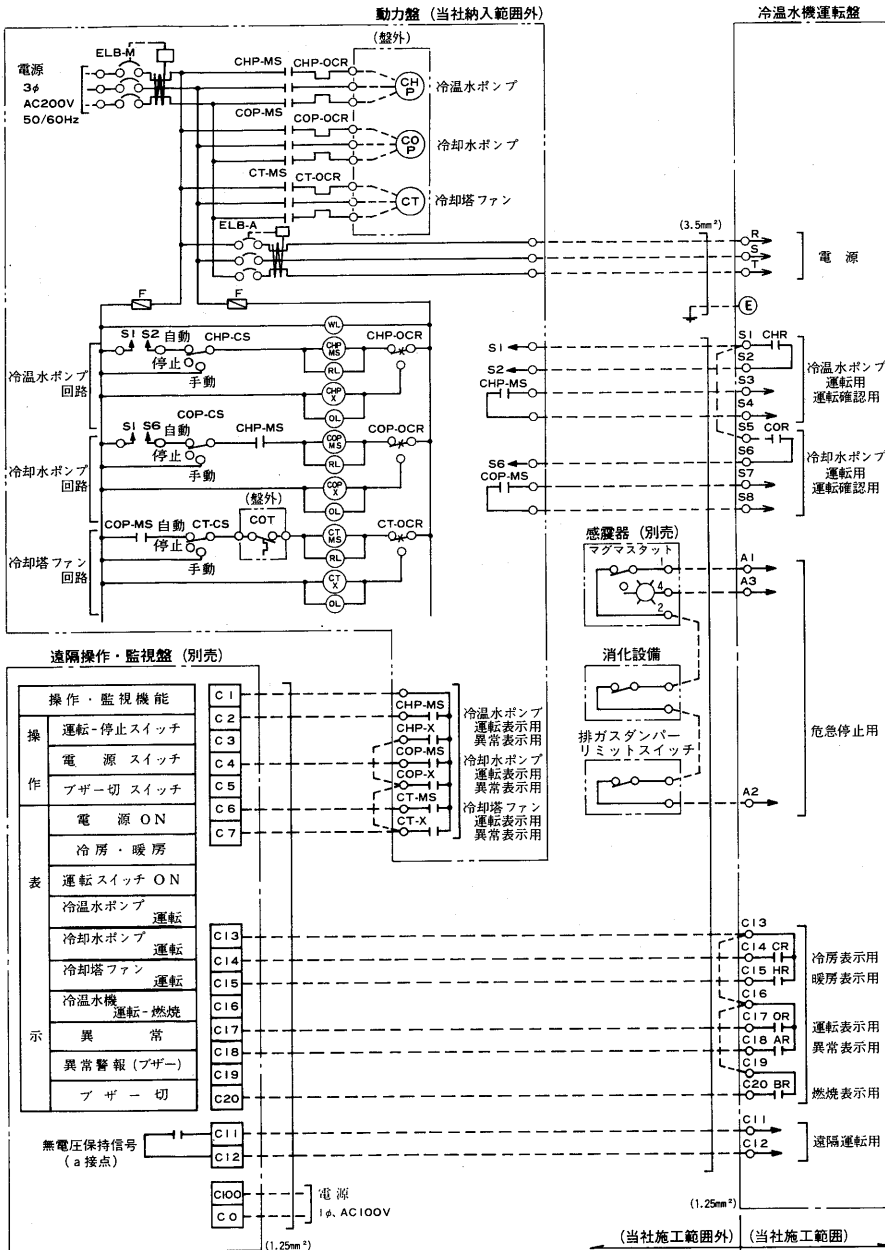 動力盤 (当社納入範囲外)
冷温水機運転盤
ELB-M
(盤外)
電源
3φ
AC200V
50/60Hz
CHP-MS
CHP-OCR
CHP
冷温水ポンプ
COP-MS
COP-OCR
COP
冷却水ポンプ
CT-MS
CT-OCR
CT
冷却塔ファン
ELB-A
(3.5mm²)
R
S
T
電源
F
F
E
WL
冷温水ポンプ
回路
S1 S2 自動
CHP-CS
停止
手動
CHP MS
RL
CHP-OCR
CHP X
OL
冷却水ポンプ
回路
S1 S6 自動
COP-CS
停止
手動
CHP-MS
COP MS
RL
COP-OCR
COP X
OL
冷却塔ファン
回路
COP-MS 自動 CT-CS
停止
手動
(盤外)
COT
CT MS
RL
CT-OCR
CT X
OL
S1
S2
CHP-MS
S6
COP-MS
S1 CHR
S2
S3
S4
S5 COR
S6
S7
S8
冷温水ポンプ
運転用
運転確認用
冷却水ポンプ
運転用
運転確認用
感震器 (別売)
マグマスタット
1
4
2
A1
A3
消化設備
排ガスダンパー
リミットスイッチ
A2
危急停止用
遠隔操作・監視盤 (別売)
操作・監視機能
操作
運転-停止スイッチ
電源 スイッチ
ブザー切 スイッチ
表示
電源 ON
冷房・暖房
運転スイッチ ON
冷温水ポンプ
運転
冷却水ポンプ
運転
冷却塔ファン
運転
冷温水機
運転-燃焼
異常
異常警報 (ブザー)
ブザー切
C1
C2
C3
C4
C5
C6
C7
CHP-MS
CHP-X
COP-MS
COP-X
CT-MS
CT-X
冷温水ポンプ
運転表示用
異常表示用
冷却水ポンプ
運転表示用
異常表示用
冷却塔ファン
運転表示用
異常表示用
C13
C14
C15
C16
C17
C18
C19
C20
C13
C14 CR
C15 HR
C16
C17 OR
C18 AR
C19
C20 BR
冷房表示用
暖房表示用
運転表示用
異常表示用
燃焼表示用
無電圧保持信号
(a接点)
C11
C12
C11
C12
遠隔運転用
C100
C0
電源
1φ, AC100V
(1.25mm²)
(1.25mm²)
(当社施工範囲外)
(当社施工範囲)